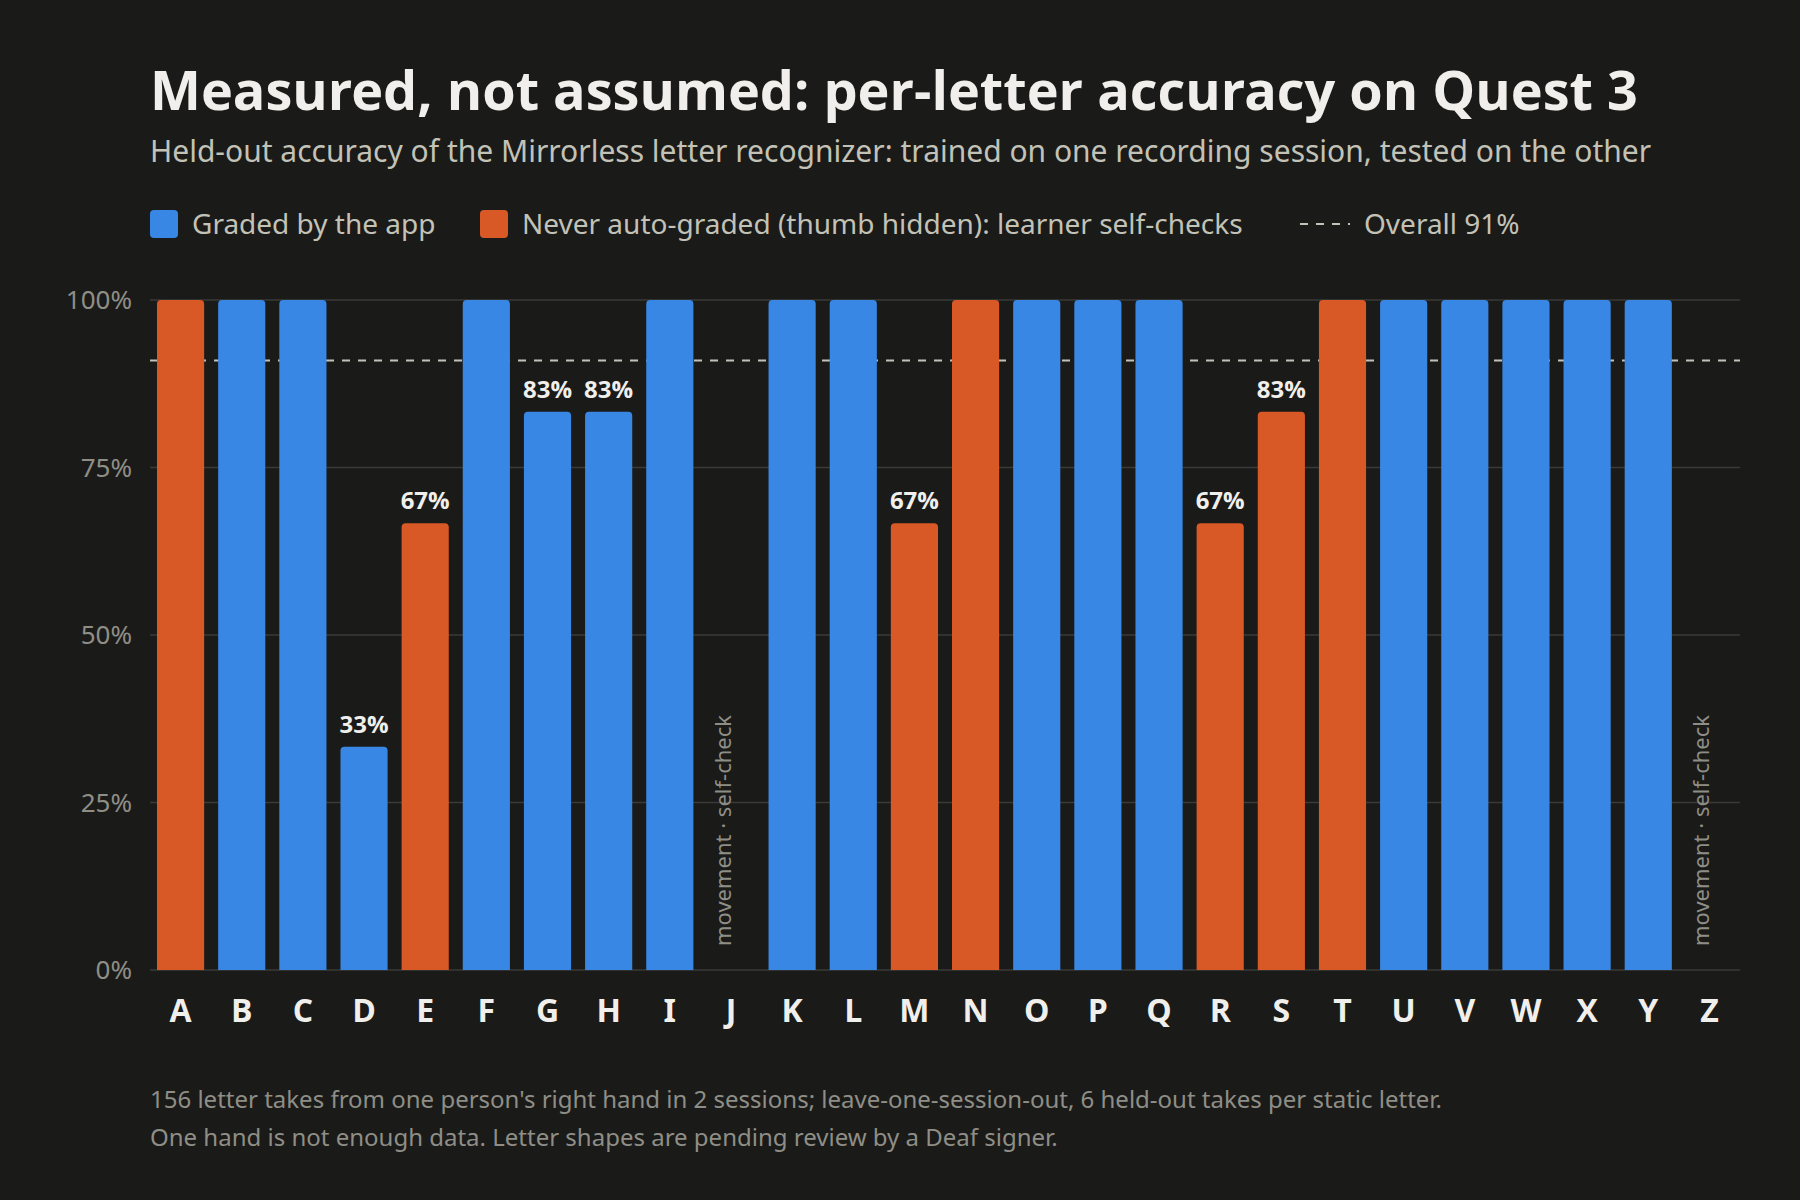 Measured, not assumed: per-letter accuracy on Quest 3
Held-out accuracy of the Mirrorless letter recognizer: trained on one recording session, tested on the other
Graded by the app
Never auto-graded (thumb hidden): learner self-checks
Overall 91%
100%
75%
50%
25%
0%
33%
67%
83%
83%
67%
67%
83%
movement · self-check
movement · self-check
A B C D E F G H I J K L M N O P Q R S T U V W X Y Z
156 letter takes from one person's right hand in 2 sessions; leave-one-session-out, 6 held-out takes per static letter.
One hand is not enough data. Letter shapes are pending review by a Deaf signer.